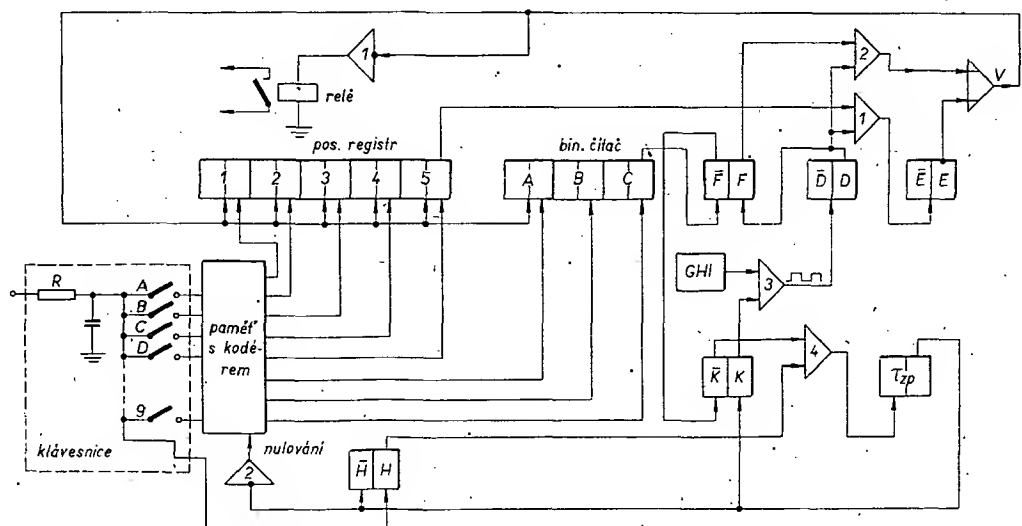 1
2
V
relé
1
pos. registr
bin. čítač
1 2 3 4 5
A B C
F̄ F
D̄ D
Ē E
GHI
3
R
A
B
C
D
9
klávesnice
paměť
s kodé-
rem
K̄ K
4
τzp
nulování
2
H̄ H